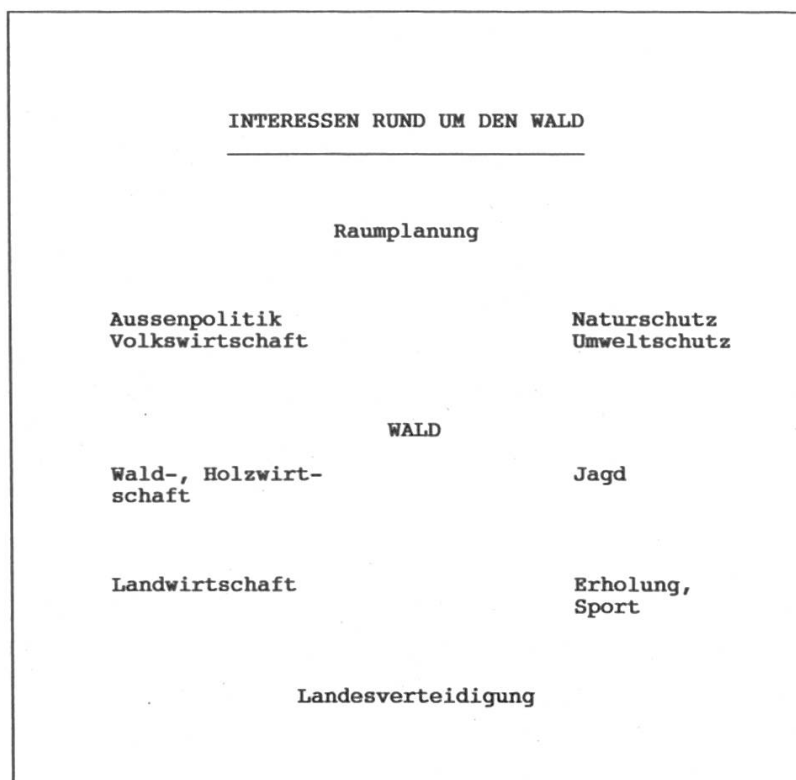 INTERESSEN RUND UM DEN WALD
Raumplanung
Aussenpolitik
Volkswirtschaft
Naturschutz
Umweltschutz
WALD
Wald-, Holzwirt-
schaft
Jagd
Landwirtschaft
Erholung,
Sport
Landesverteidigung